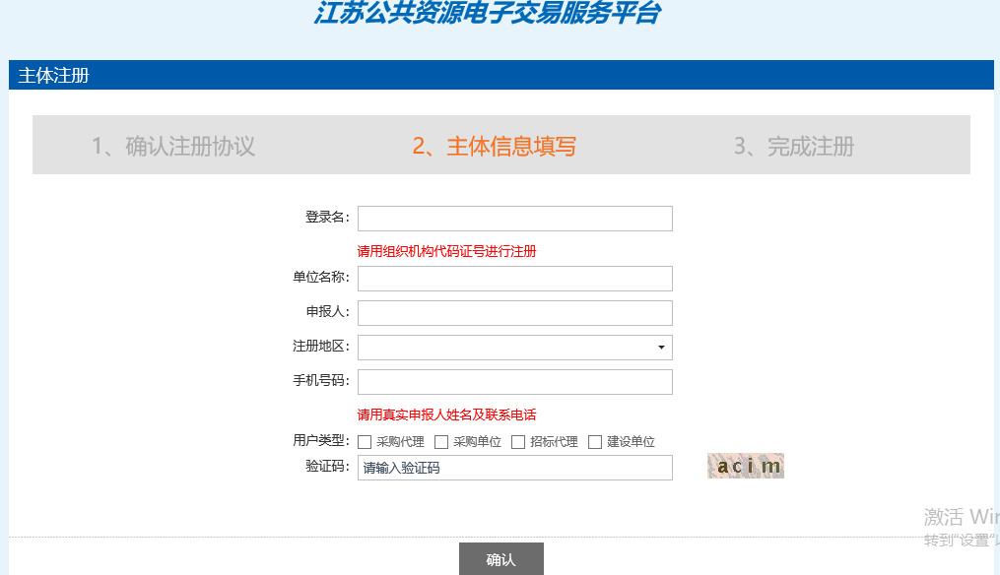 江苏公共资源电子交易服务平台
主体注册
1、确认注册协议 2、主体信息填写 3、完成注册
登录名:
请用组织机构代码证号进行注册
单位名称:
申报人:
注册地区:
手机号码:
请用真实申报人姓名及联系电话
用户类型: 采购代理 采购单位 招标代理 建设单位
验证码: 请输入验证码 acim
激活 Win
转到"设置"以
确认